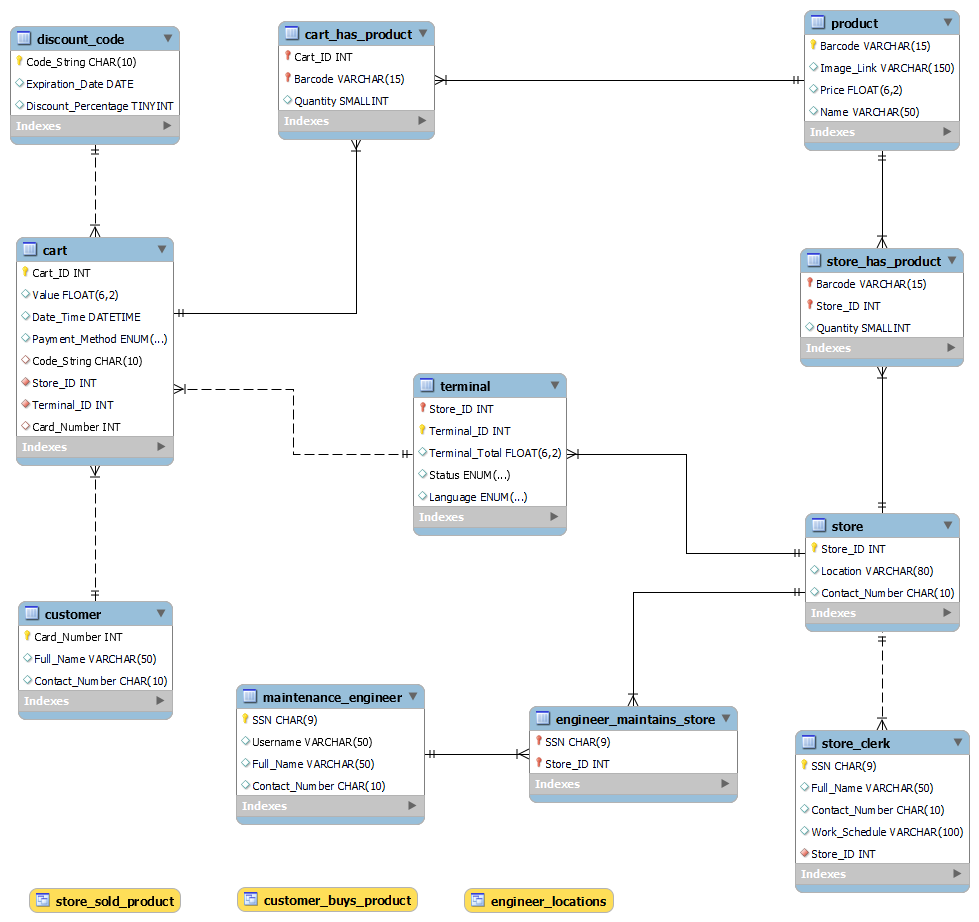 discount_code
Code_String CHAR(10)
Expiration_Date DATE
Discount_Percentage TINYINT
Indexes
cart_has_product
Cart_ID INT
Barcode VARCHAR(15)
Quantity SMALLINT
Indexes
product
Barcode VARCHAR(15)
Image_Link VARCHAR(150)
Price FLOAT(6,2)
Name VARCHAR(50)
Indexes
cart
Cart_ID INT
Value FLOAT(6,2)
Date_Time DATETIME
Payment_Method ENUM(...)
Code_String CHAR(10)
Store_ID INT
Terminal_ID INT
Card_Number INT
Indexes
store_has_product
Barcode VARCHAR(15)
Store_ID INT
Quantity SMALLINT
Indexes
terminal
Store_ID INT
Terminal_ID INT
Terminal_Total FLOAT(6,2)
Status ENUM(...)
Language ENUM(...)
Indexes
store
Store_ID INT
Location VARCHAR(80)
Contact_Number CHAR(10)
Indexes
customer
Card_Number INT
Full_Name VARCHAR(50)
Contact_Number CHAR(10)
Indexes
maintenance_engineer
SSN CHAR(9)
Username VARCHAR(50)
Full_Name VARCHAR(50)
Contact_Number CHAR(10)
Indexes
engineer_maintains_store
SSN CHAR(9)
Store_ID INT
Indexes
store_clerk
SSN CHAR(9)
Full_Name VARCHAR(50)
Contact_Number CHAR(10)
Work_Schedule VARCHAR(100)
Store_ID INT
Indexes
store_sold_product
customer_buys_product
engineer_locations